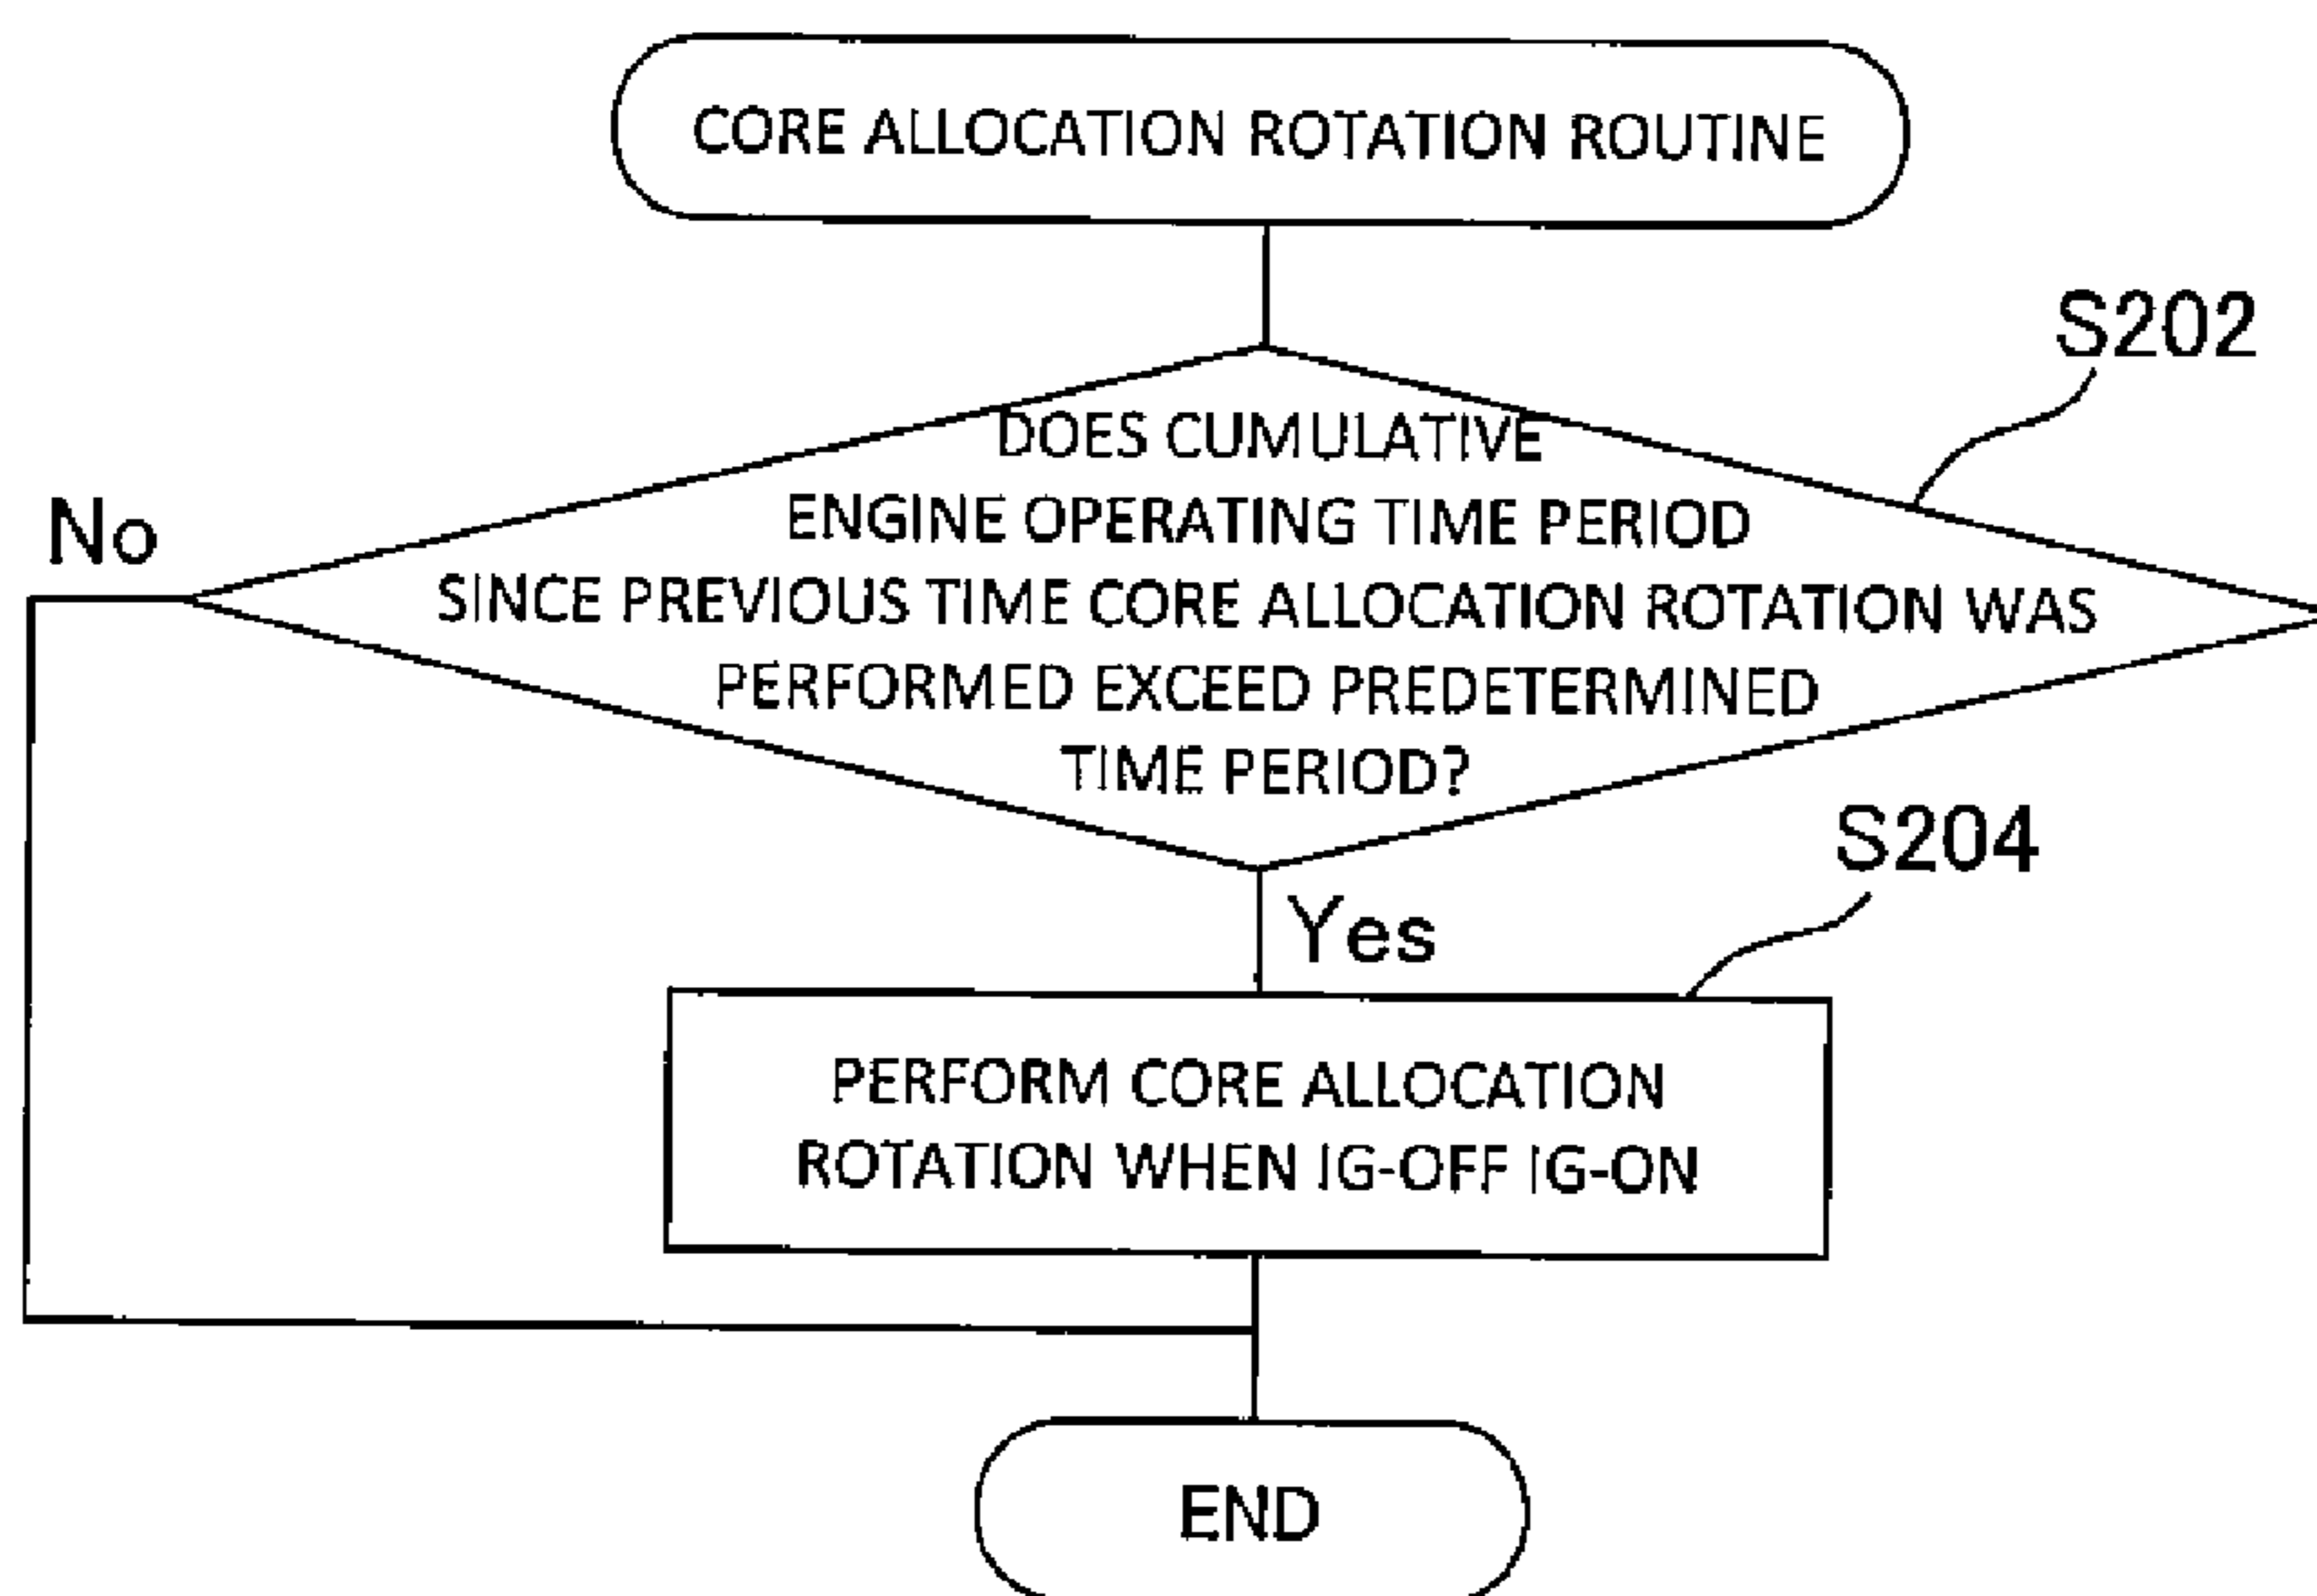 CORE ALLOCATION ROTATION ROUTINE
S202
DOES CUMULATIVE
ENGINE OPERATING TIME PERIOD
No
SINCE PREVIOUS TIME CORE ALLOCATION ROTATION WAS
PERFORMED EXCEED PREDETERMINED
TIME PERIOD?
S204
Yes
PERFORM CORE ALLOCATION
ROTATION WHEN IG-OFF IG-ON
END